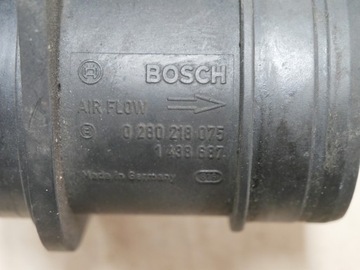 BOSCH
AIR FLOW
0 280 218 075
1 438 687
Made in Germany